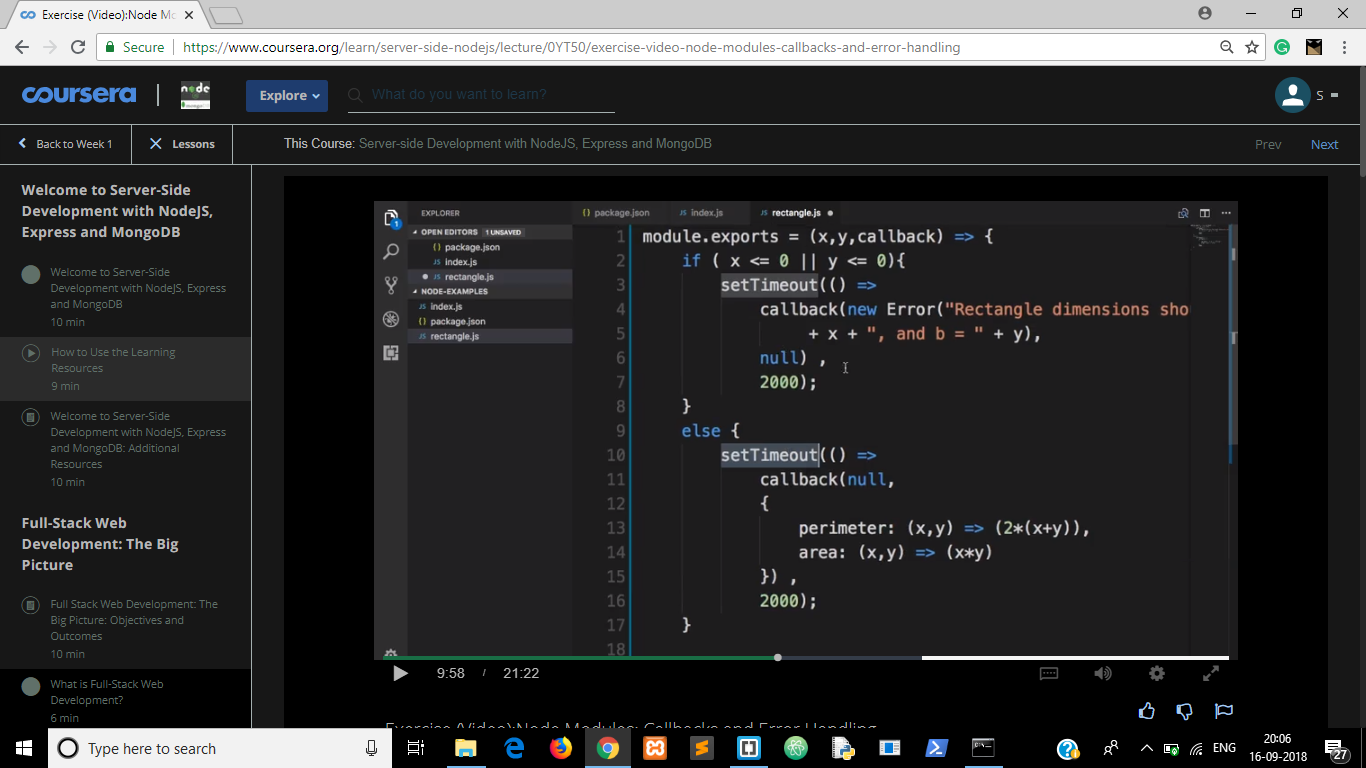 Exercise (Video):Node Mo
Secure
https://www.coursera.org/learn/server-side-nodejs/lecture/0YT50/exercise-video-node-modules-callbacks-and-error-handling
coursera
node
Explore
What do you want to learn?
S
Back to Week 1
Lessons
This Course: Server-side Development with NodeJS, Express and MongoDB
Prev
Next
Welcome to Server-Side
Development with NodeJS,
Express and MongoDB
Welcome to Server-Side
Development with NodeJS, Express
and MongoDB
10 min
How to Use the Learning
Resources
9 min
Welcome to Server-Side
Development with NodeJS, Express
and MongoDB: Additional
Resources
10 min
Full-Stack Web
Development: The Big
Picture
Full Stack Web Development: The
Big Picture: Objectives and
Outcomes
10 min
What is Full-Stack Web
Development?
6 min
1
EXPLORER
OPEN EDITORS 1 UNSAVED
{} package.json
JS index.js
JS rectangle.js
NODE-EXAMPLES
JS index.js
{} package.json
JS rectangle.js
{} package.json
JS index.js
JS rectangle.js
1 module.exports = (x,y,callback) => {
2 if ( x <= 0 || y <= 0){
3 setTimeout(() =>
4 callback(new Error("Rectangle dimensions sho
5 + x + ", and b = " + y),
6 null) ,
7 2000);
8 }
9 else {
10 setTimeout(() =>
11 callback(null,
12 {
13 perimeter: (x,y) => (2*(x+y)),
14 area: (x,y) => (x*y)
15 }) ,
16 2000);
17 }
18
9:58 / 21:22
Exercise (Video):Node Modules: Callbacks and Error Handling
Type here to search
ENG
20:06
16-09-2018
27